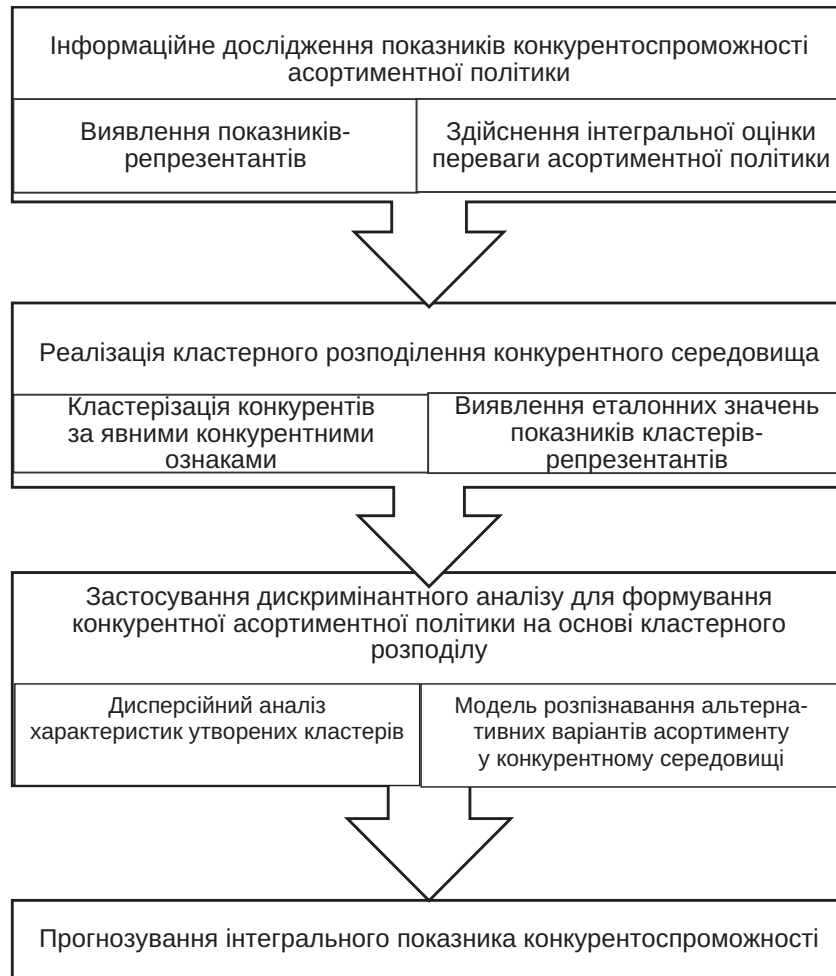 Інформаційне дослідження показників конкурентоспроможності
асортиментної політики
Виявлення показників-
репрезентантів
Здійснення інтегральної оцінки
переваги асортиментної політики
Реалізація кластерного розподілення конкурентного середовища
Кластерізація конкурентів
за явними конкурентними
ознаками
Виявлення еталонних значень
показників кластерів-
репрезентантів
Застосування дискримінантного аналізу для формування
конкурентної асортиментної політики на основі кластерного
розподілу
Дисперсійний аналіз
характеристик утворених кластерів
Модель розпізнавання альтерна-
тивних варіантів асортименту
у конкурентному середовищі
Прогнозування інтегрального показника конкурентоспроможності